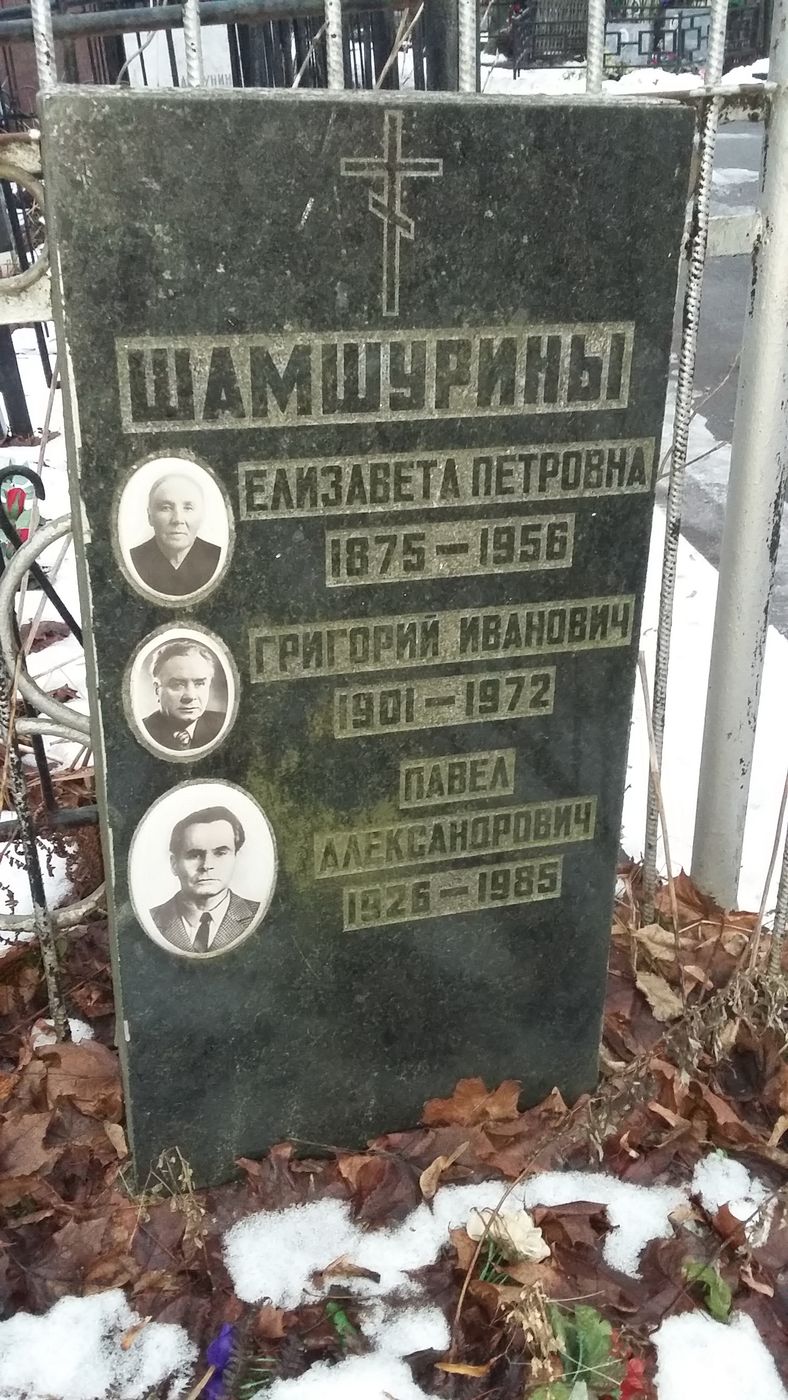 ШАМШУРИНЫ
ЕЛИЗАВЕТА ПЕТРОВНА
1875 — 1956
ГРИГОРИЙ ИВАНОВИЧ
1901 — 1972
ПАВЕЛ
АЛЕКСАНДРОВИЧ
1926 — 1985